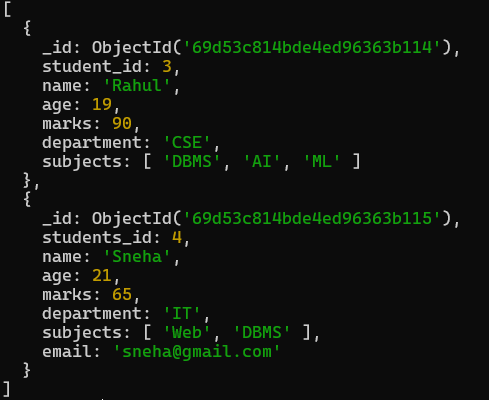 [
  {
    _id: ObjectId('69d53c814bde4ed96363b114'),
    student_id: 3,
    name: 'Rahul',
    age: 19,
    marks: 90,
    department: 'CSE',
    subjects: [ 'DBMS', 'AI', 'ML' ]
  },
  {
    _id: ObjectId('69d53c814bde4ed96363b115'),
    students_id: 4,
    name: 'Sneha',
    age: 21,
    marks: 65,
    department: 'IT',
    subjects: [ 'Web', 'DBMS' ],
    email: 'sneha@gmail.com'
  }
]